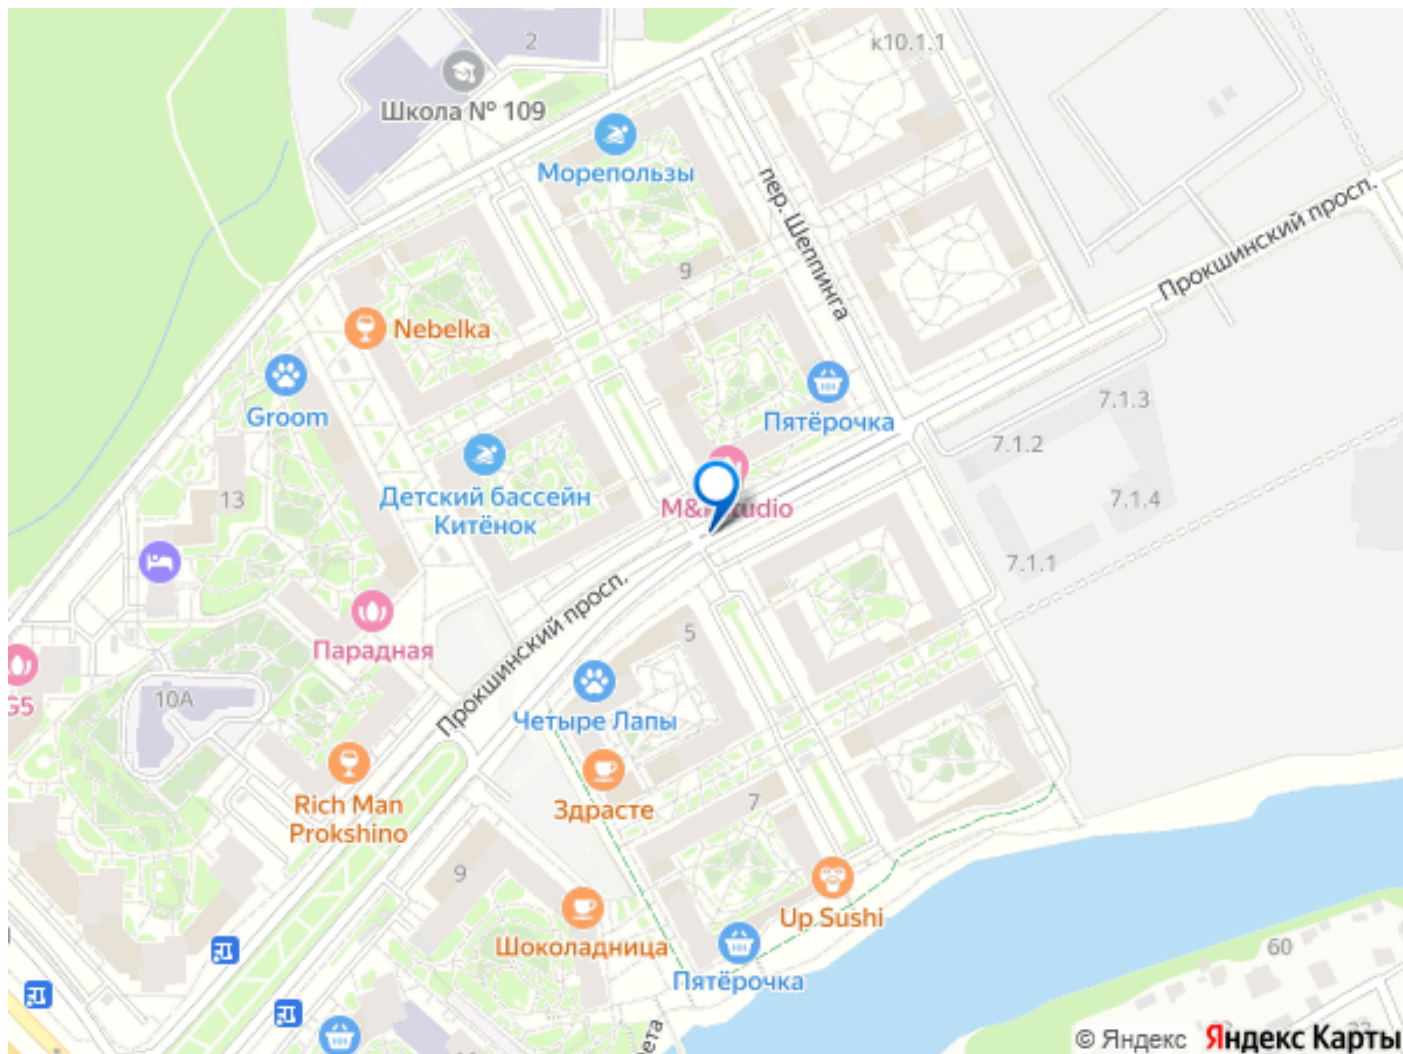 2
к10.1.1
Школа № 109
Морепользы
пер. Шеппинга
Прокшинский просп.
9
Nebelka
Groom
Пятёрочка
7.1.3
7.1.2
7.1.4
7.1.1
13
Детский бассейн
Китёнок
Прокшинский просп.
5
Парадная
G5
10А
Четыре Лапы
Rich Man
Prokshino
Здрасте
7
9
Up Sushi
Шоколадница
Пятёрочка
60
© Яндекс Яндекс Карты